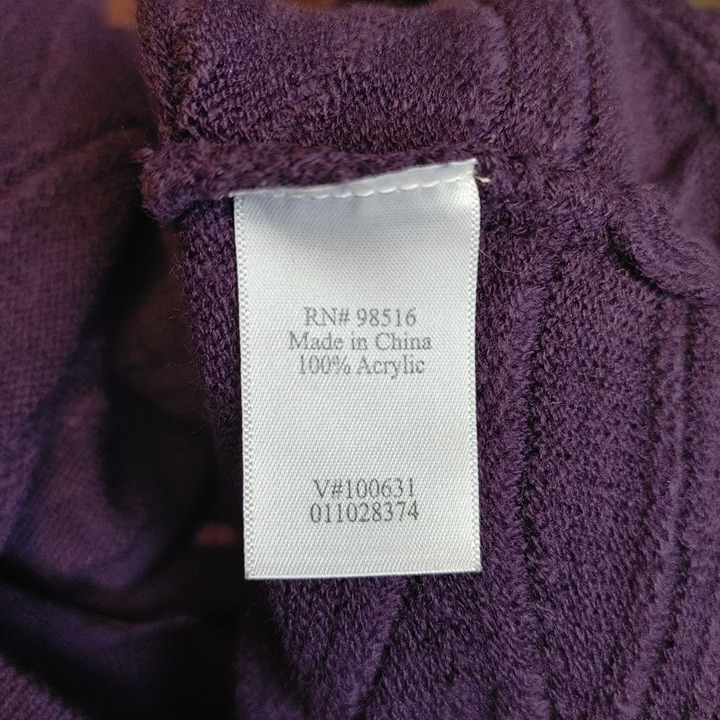 RN# 98516
Made in China
100% Acrylic
V#100631
011028374